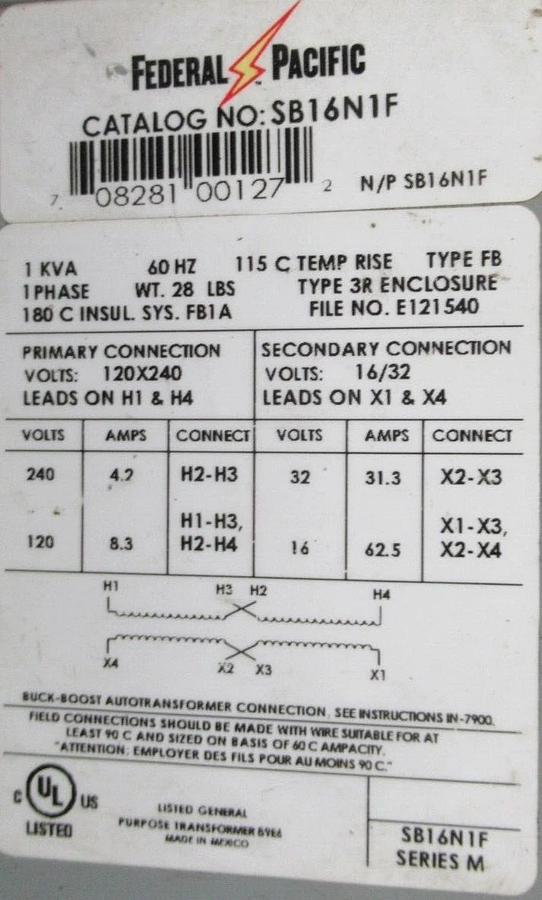 FEDERAL PACIFIC
CATALOG NO: SB16N1F
7 08281 00127 2 N/P SB16N1F
1 KVA 60 HZ 115 C TEMP RISE TYPE FB
1 PHASE WT. 28 LBS TYPE 3R ENCLOSURE
180 C INSUL. SYS. FB1A FILE NO. E121540
PRIMARY CONNECTION
VOLTS: 120X240
LEADS ON H1 & H4
SECONDARY CONNECTION
VOLTS: 16/32
LEADS ON X1 & X4
VOLTS AMPS CONNECT VOLTS AMPS CONNECT
240 4.2 H2-H3 32 31.3 X2-X3
H1-H3, X1-X3,
120 8.3 H2-H4 16 62.5 X2-X4
H1 H3 H2 H4
X4 X2 X3 X1
BUCK-BOOST AUTOTRANSFORMER CONNECTION, SEE INSTRUCTIONS IN-7900.
FIELD CONNECTIONS SHOULD BE MADE WITH WIRE SUITABLE FOR AT
LEAST 90 C AND SIZED ON BASIS OF 60 C AMPACITY.
"ATTENTION: EMPLOYER DES FILS POUR AU MOINS 90 C."
C UL US
LISTED
LISTED GENERAL
PURPOSE TRANSFORMER 69E6
MADE IN MEXICO
SB16N1F
SERIES M